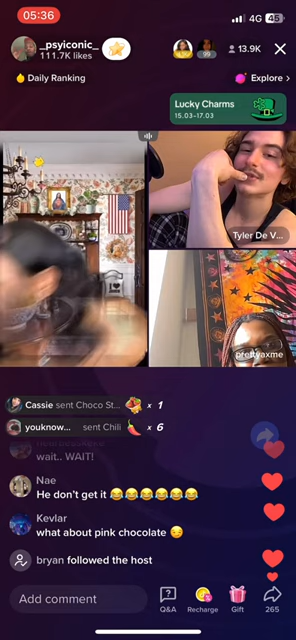 05:36
4G 45
_psyiconic_
111.7K likes
99
13.9K
Daily Ranking
Explore >
Lucky Charms
15.03–17.03
Tyler De V...
prettyaxme
Cassie sent Choco St... x 1
youknow... sent Chili x 6
wait.. WAIT!
Nae
He don't get it 😂😂😂😂😂😂
Kevlar
what about pink chocolate 😏
bryan followed the host
Add comment
Q&A
Recharge
Gift
265